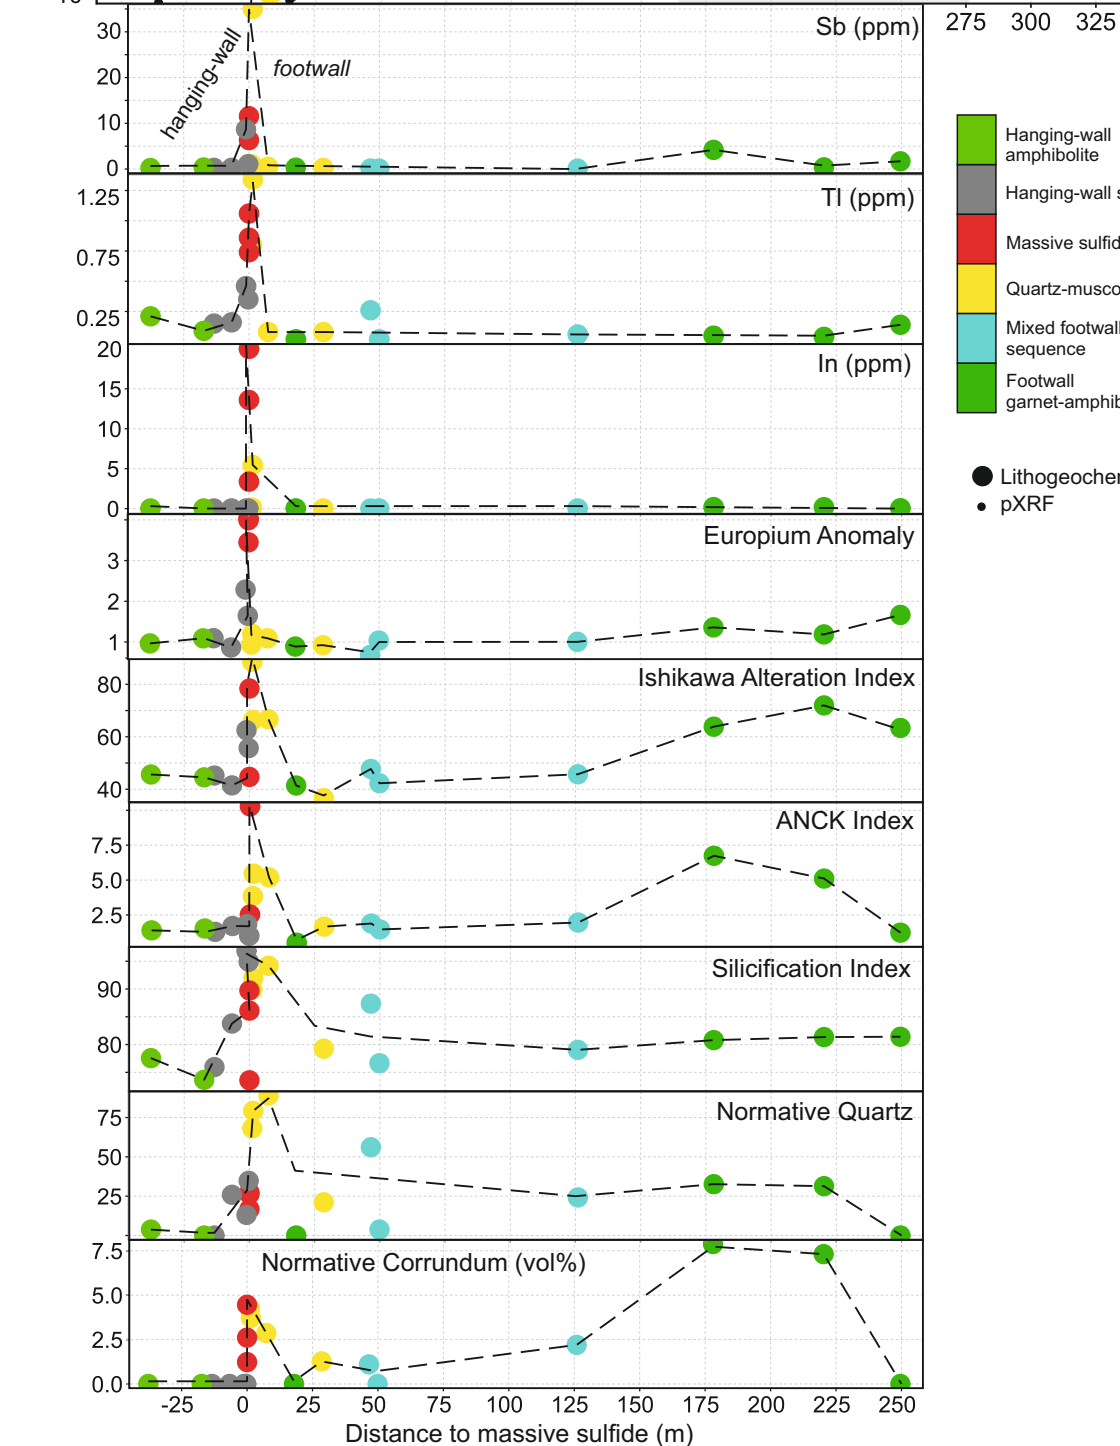 Sb (ppm)
30
20
10
0
hanging-wall
footwall
Tl (ppm)
1.25
0.75
0.25
In (ppm)
20
15
10
5
0
Europium Anomaly
3
2
1
Ishikawa Alteration Index
80
60
40
ANCK Index
7.5
5.0
2.5
Silicification Index
90
80
Normative Quartz
75
50
25
Normative Corrundum (vol%)
7.5
5.0
2.5
0.0
-25 0 25 50 75 100 125 150 175 200 225 250
Distance to massive sulfide (m)
275 300 325
Hanging-wall
amphibolite
Hanging-wall
Massive
Mixed
sequence
Footwall
pXRF